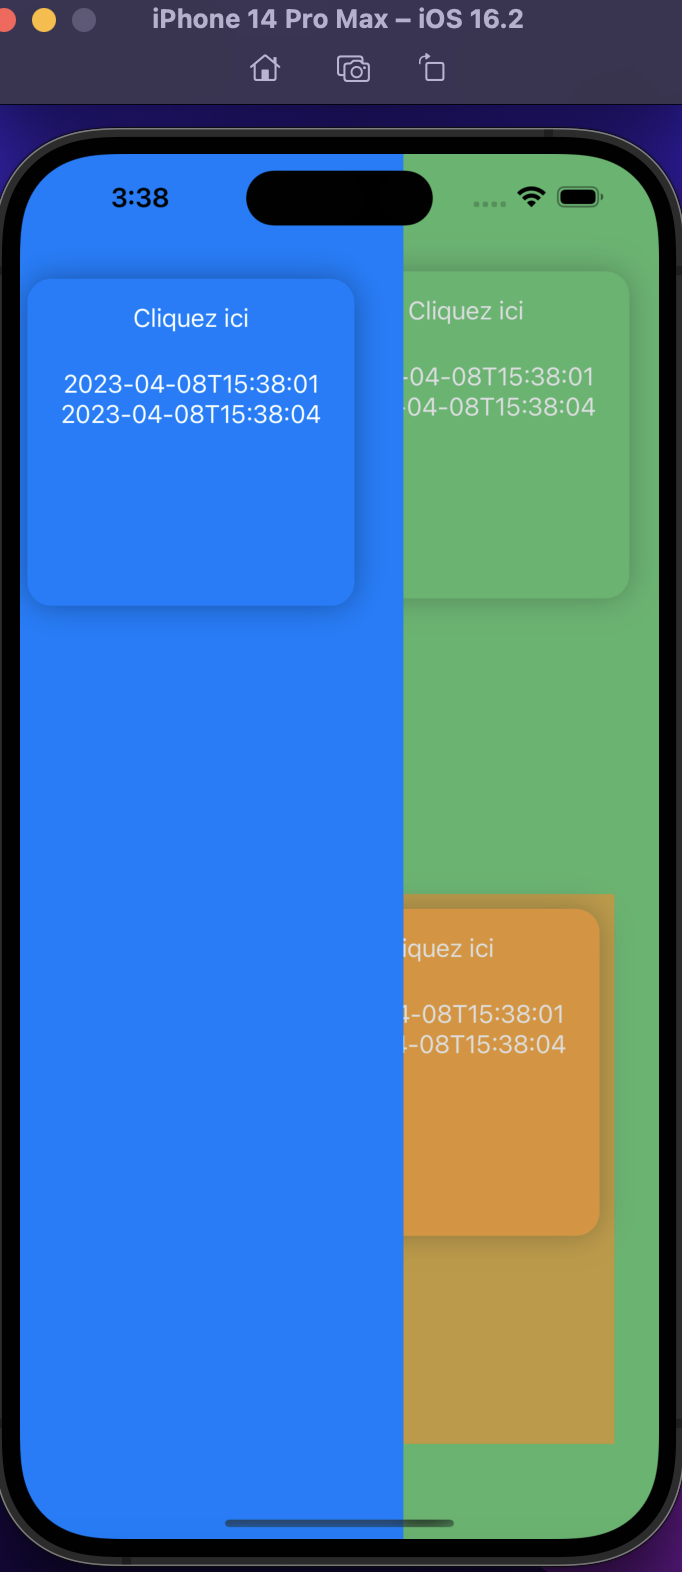 iPhone 14 Pro Max – iOS 16.2
3:38
Cliquez ici
2023-04-08T15:38:01
2023-04-08T15:38:04
Cliquez ici
-04-08T15:38:01
-04-08T15:38:04
iquez ici
4-08T15:38:01
4-08T15:38:04